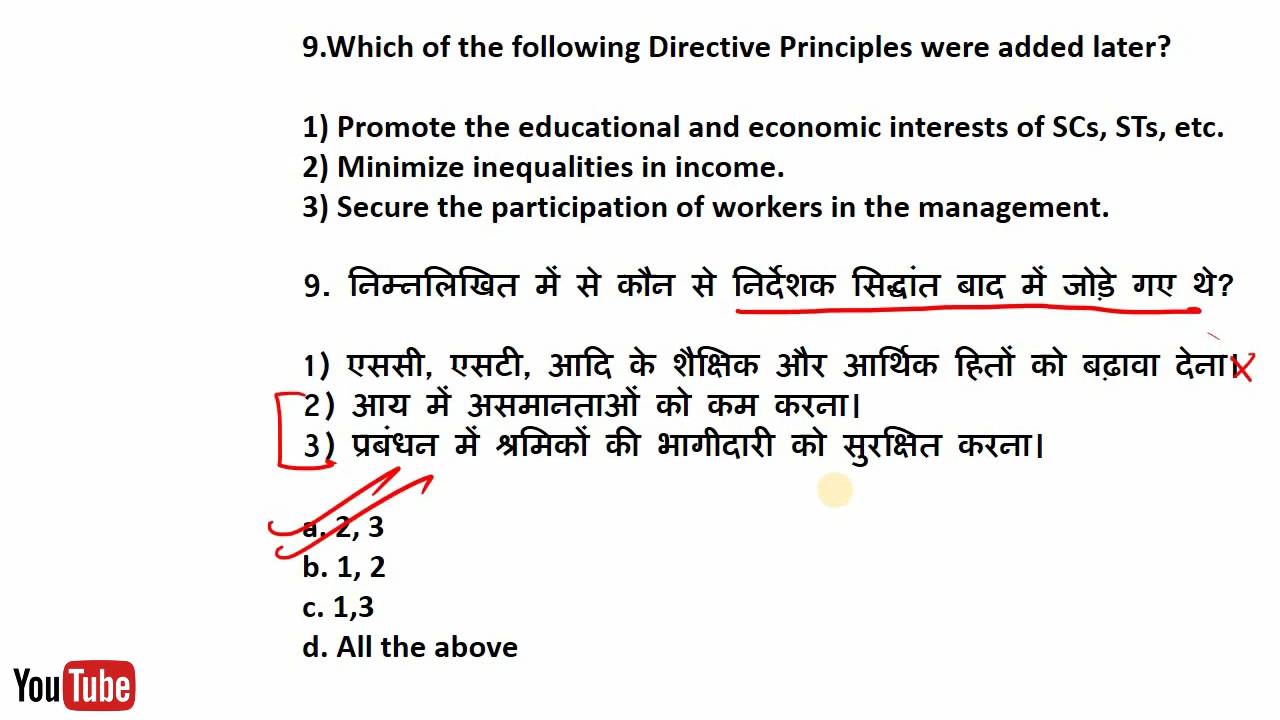 9.Which of the following Directive Principles were added later?
1) Promote the educational and economic interests of SCs, STs, etc.
2) Minimize inequalities in income.
3) Secure the participation of workers in the management.
9. निम्नलिखित में से कौन से निर्देशक सिद्धांत बाद में जोड़े गए थे?
1) एससी, एसटी, आदि के शैक्षिक और आर्थिक हितों को बढ़ावा देना।
2) आय में असमानताओं को कम करना।
3) प्रबंधन में श्रमिकों की भागीदारी को सुरक्षित करना।
a. 2, 3
b. 1, 2
c. 1,3
d. All the above
YouTube